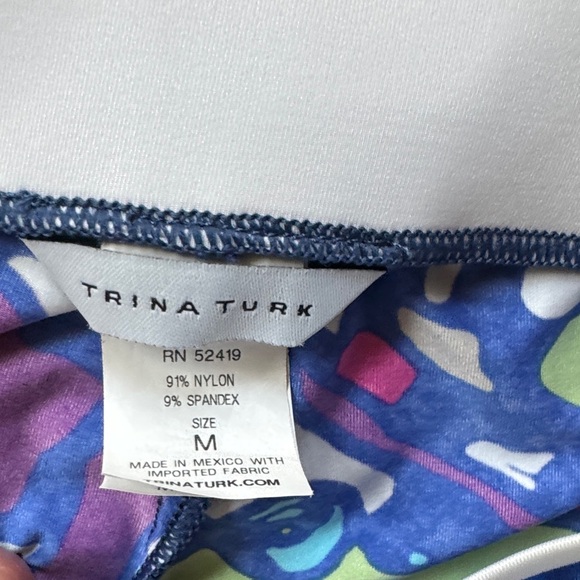 TRINA TURK
RN 52419
91% NYLON
9% SPANDEX
SIZE
M
MADE IN MEXICO WITH
IMPORTED FABRIC
TRINATURK.COM